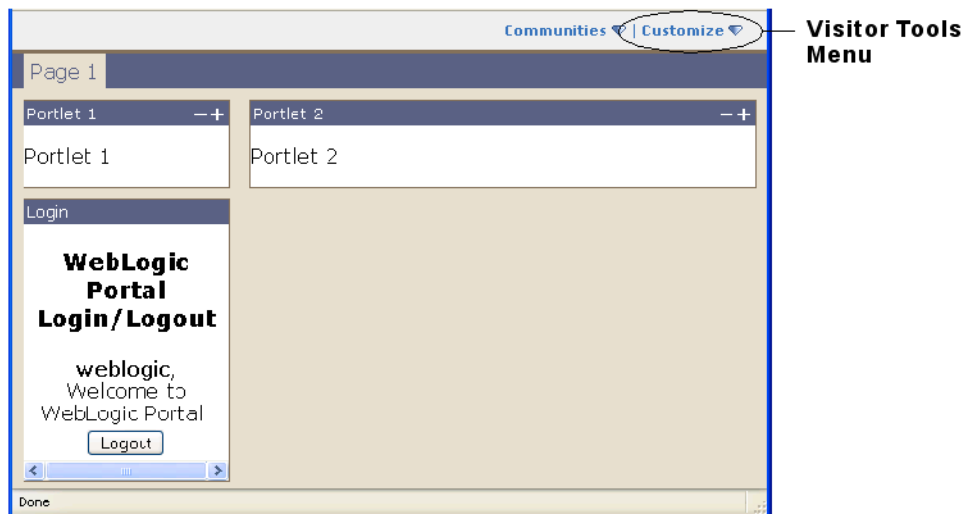 Communities | Customize
Visitor Tools
Menu
Page 1
Portlet 1
Portlet 2
Portlet 1
Portlet 2
Login
WebLogic
Portal
Login/Logout
weblogic,
Welcome to
WebLogic Portal
Logout
Done